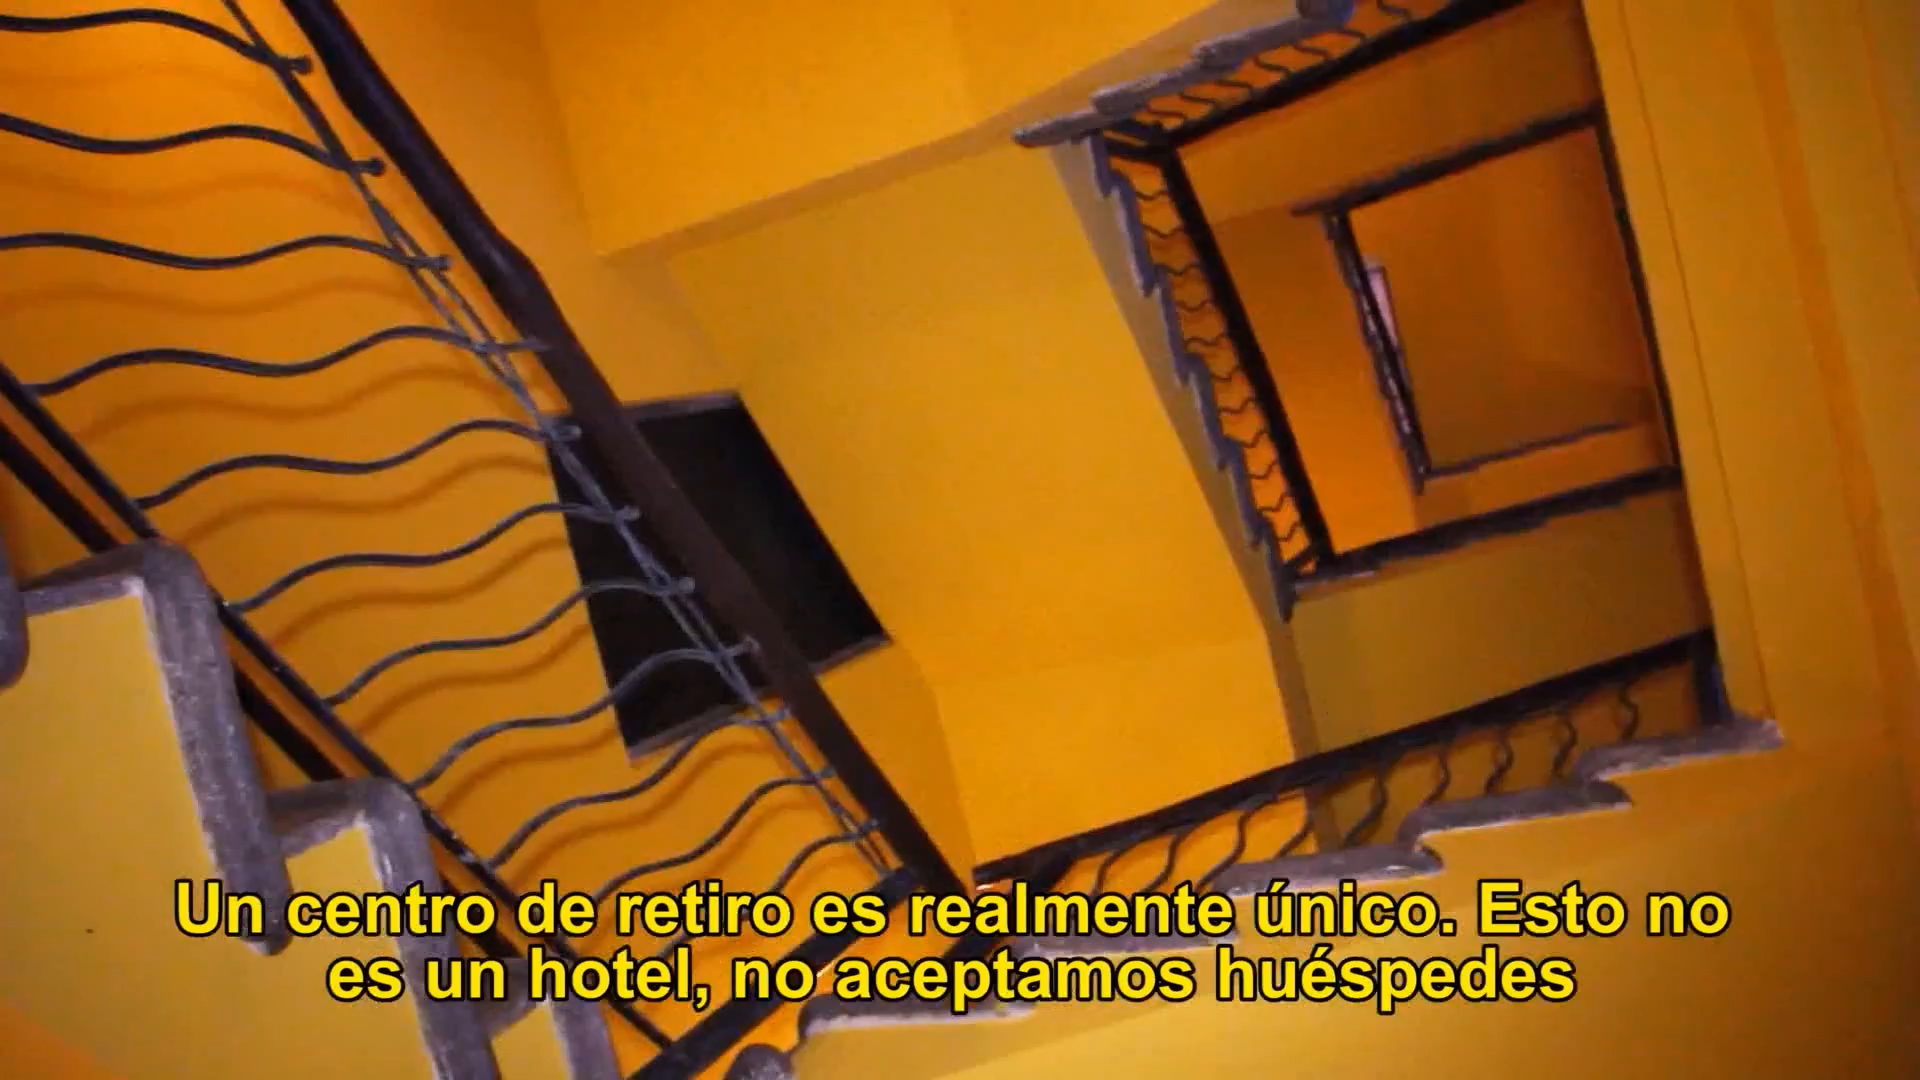 Un centro de retiro es realmente único. Esto no
es un hotel, no aceptamos huéspedes